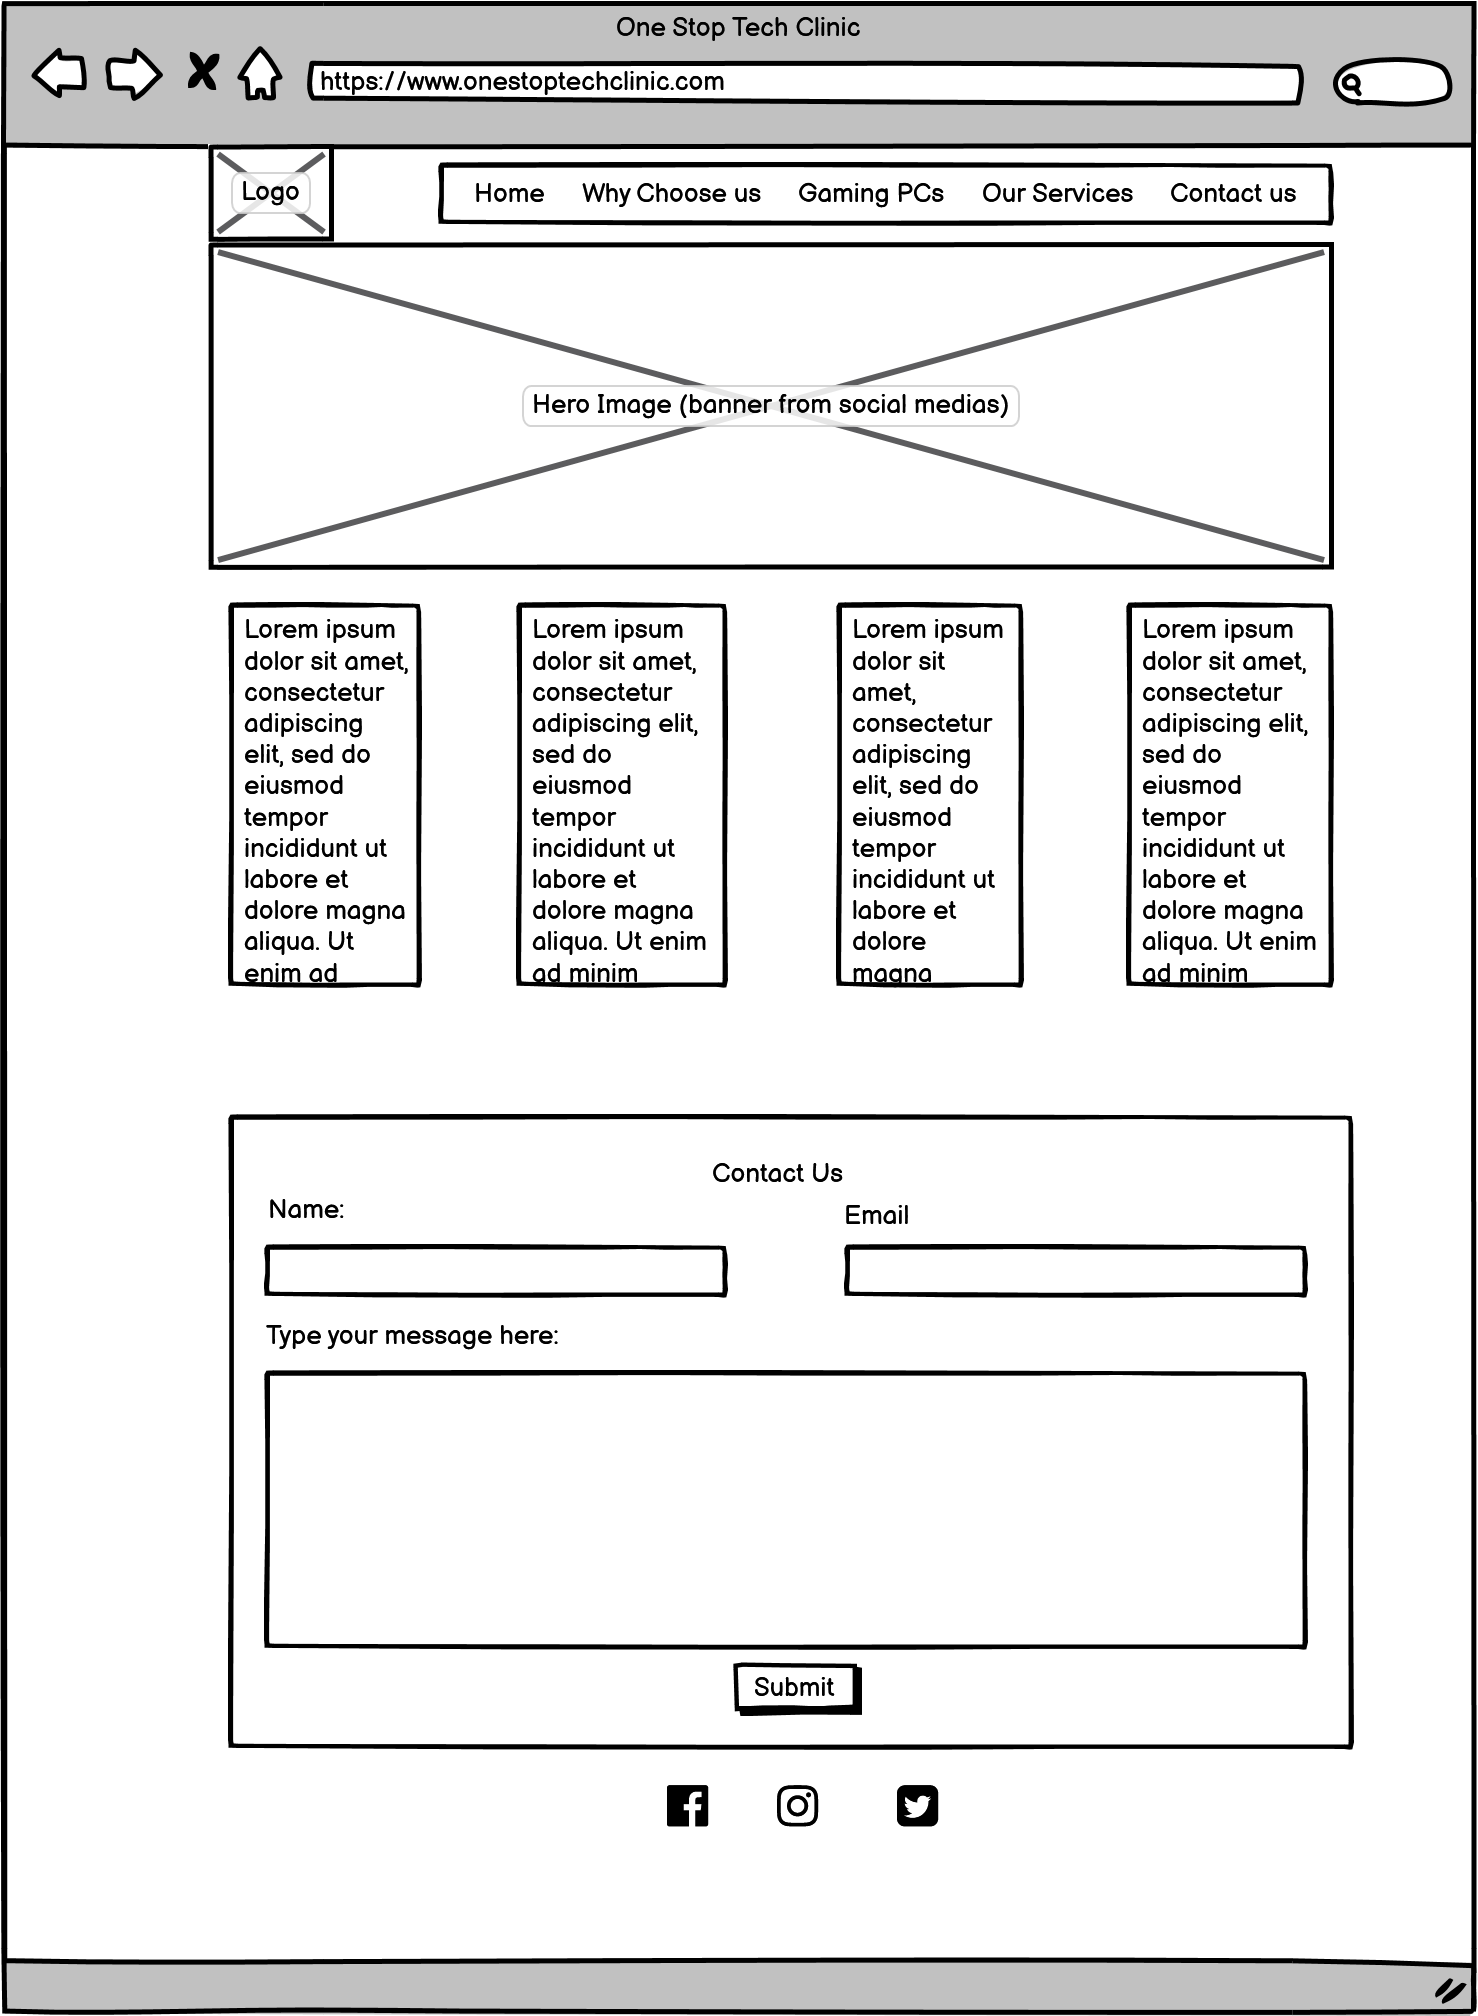 One Stop Tech Clinic
https://www.onestoptechclinic.com
Logo
Home Why Choose us Gaming PCs Our Services Contact us
Hero Image (banner from social medias)
Lorem ipsum
dolor sit amet,
consectetur
adipiscing
elit, sed do
eiusmod
tempor
incididunt ut
labore et
dolore magna
aliqua. Ut
enim ad
Lorem ipsum
dolor sit amet,
consectetur
adipiscing elit,
sed do
eiusmod
tempor
incididunt ut
labore et
dolore magna
aliqua. Ut enim
ad minim
Lorem ipsum
dolor sit
amet,
consectetur
adipiscing
elit, sed do
eiusmod
tempor
incididunt ut
labore et
dolore
magna
Lorem ipsum
dolor sit amet,
consectetur
adipiscing elit,
sed do
eiusmod
tempor
incididunt ut
labore et
dolore magna
aliqua. Ut enim
ad minim
Contact Us
Name:
Email
Type your message here:
Submit